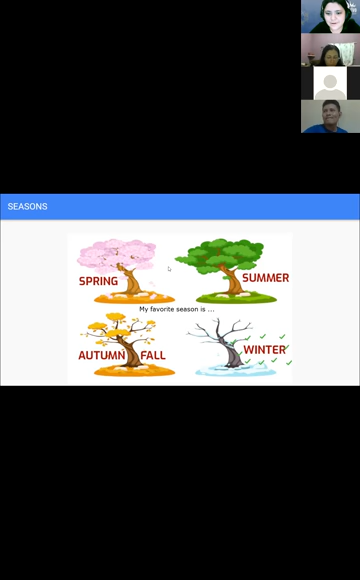 SEASONS
SPRING
SUMMER
My favorite season is ...
AUTUMN FALL
WINTER